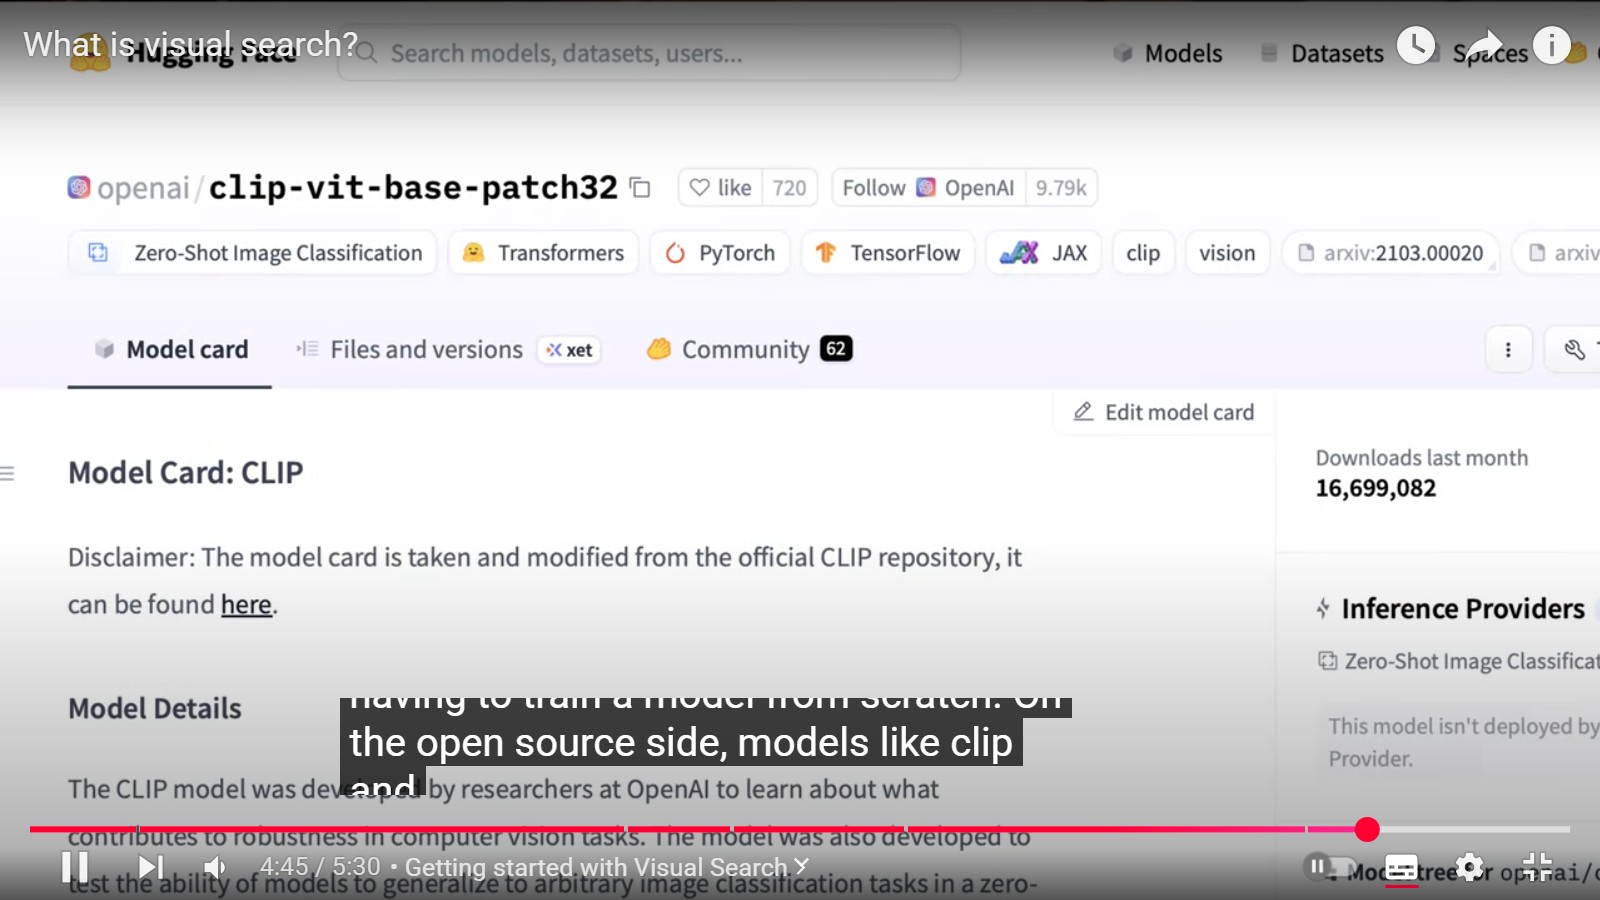 What is visual search?
Hugging Face
Search models, datasets, users...
Models
Datasets
Spaces
openai/clip-vit-base-patch32
like 720
Follow OpenAI 9.79k
Zero-Shot Image Classification
Transformers
PyTorch
TensorFlow
JAX
clip
vision
arxiv:2103.00020
arxiv
Model card
Files and versions
xet
Community 62
Edit model card
Model Card: CLIP
Downloads last month
16,699,082
Disclaimer: The model card is taken and modified from the official CLIP repository, it
can be found here.
Inference Providers
Zero-Shot Image Classificat
This model isn't deployed by
Provider.
Model Details
having to train a model from scratch. On
the open source side, models like clip
and
The CLIP model was developed by researchers at OpenAI to learn about what
contributes to robustness in computer vision tasks. The model was also developed to
test the ability of models to generalize to arbitrary image classification tasks in a zero-
4:45 / 5:30 • Getting started with Visual Search
Model tree for openai/c